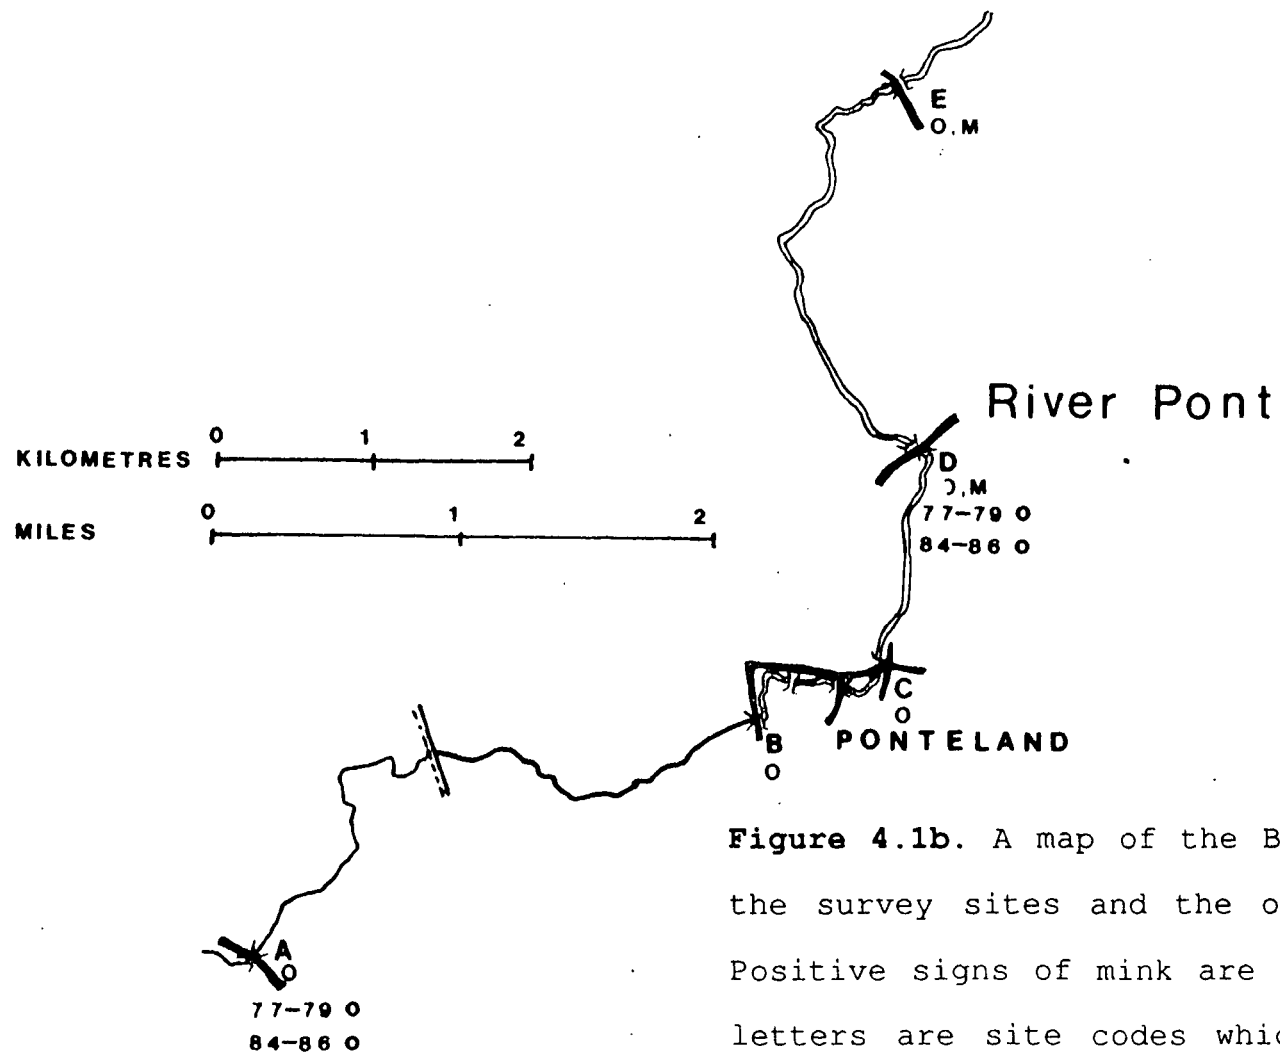 E
O,M
River Pont
0 1 2
KILOMETRES
D
O,M
0 1 2
MILES
77-79 O
84-86 O
C
O
B
O
PONTELAND
Figure 4.1b. A map of the B
the survey sites and the o
Positive signs of mink are
letters are site codes whic
A
O
77-79 O
84-86 O